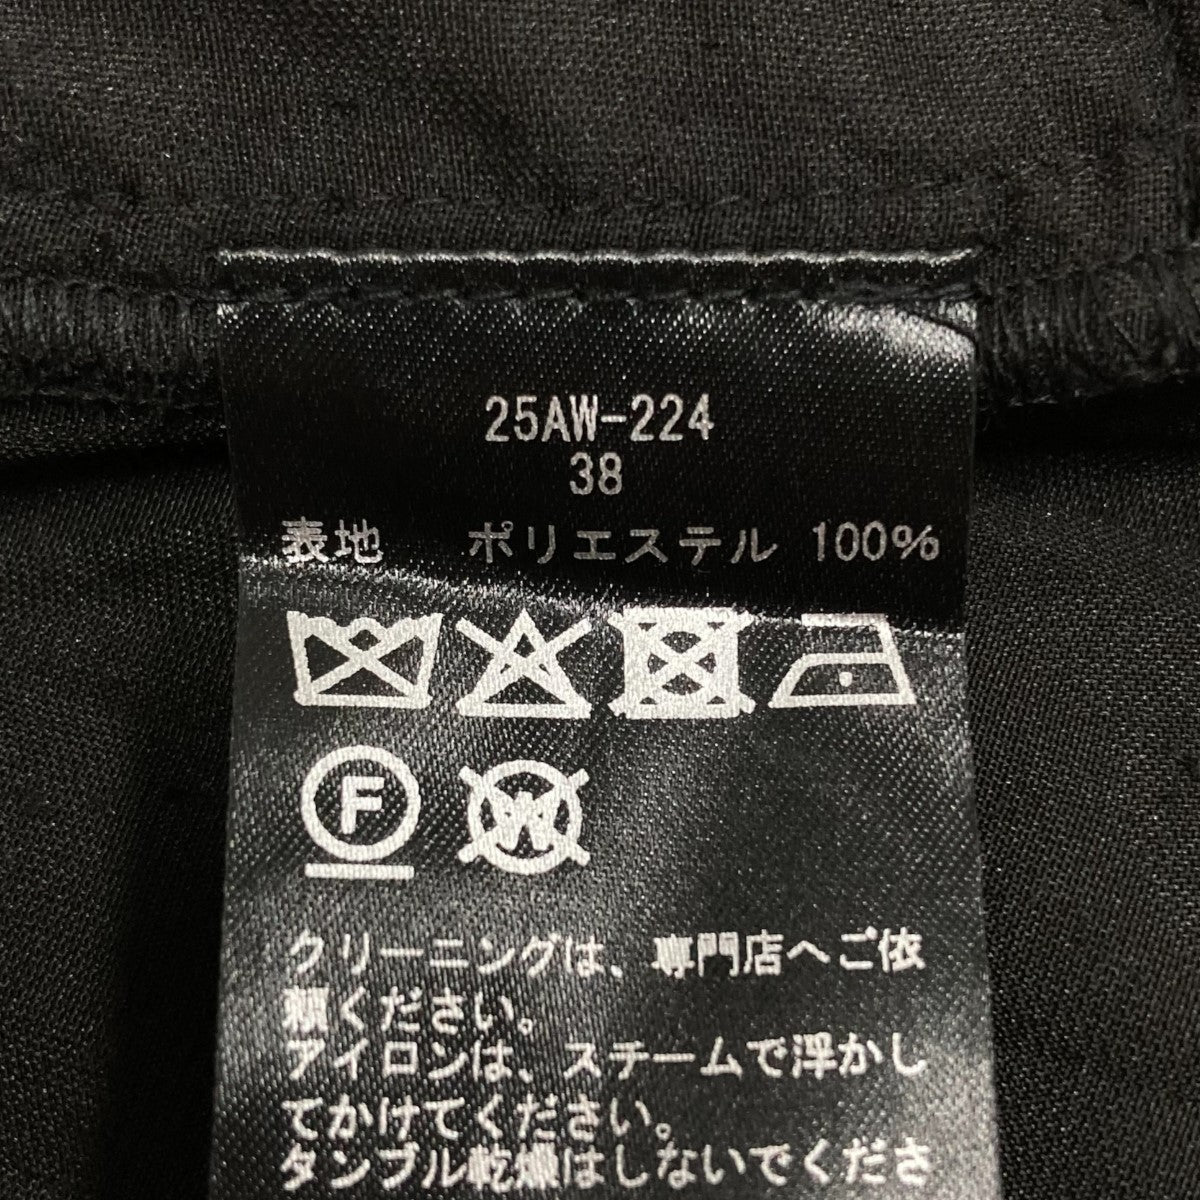 25AW-224
38
表地 ポリエステル 100%
F
W
クリーニングは、専門店へご依
頼ください。
アイロンは、スチームで浮かし
てかけてください。
タンブル乾燥はしないでくださ